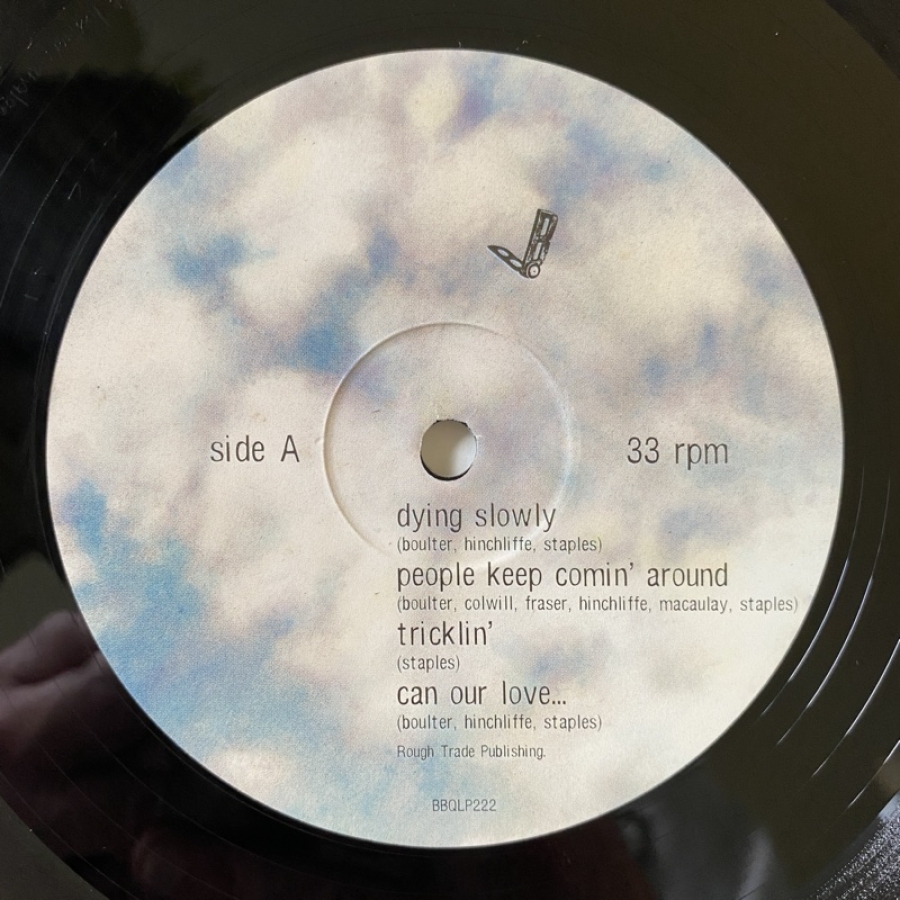 side A
33 rpm
dying slowly
(boulter, hinchliffe, staples)
people keep comin' around
(boulter, colwill, fraser, hinchliffe, macaulay, staples)
tricklin'
(staples)
can our love...
(boulter, hinchliffe, staples)
Rough Trade Publishing.
BBQLP222